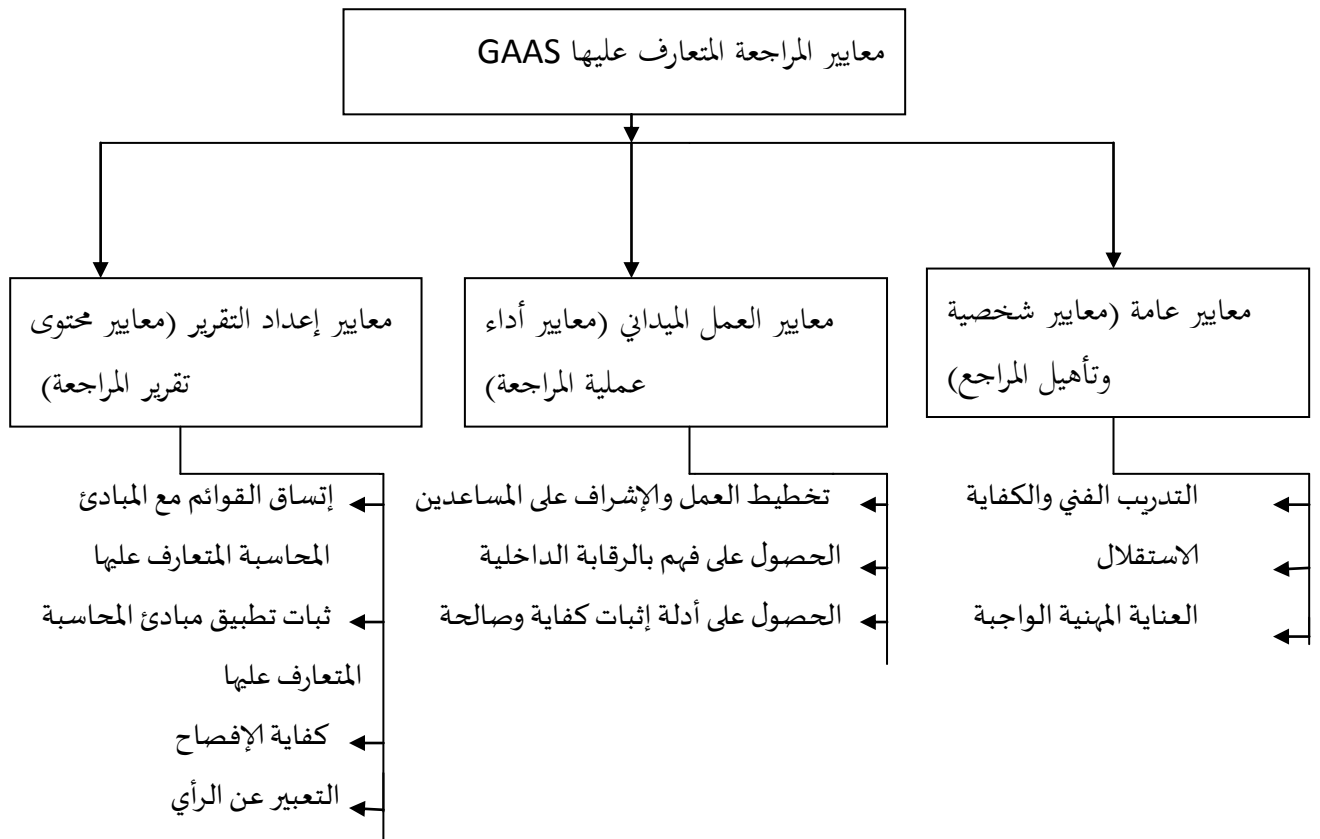 معايير المراجعة المتعارف عليها GAAS
معايير عامة (معايير شخصية
وتأهيل المراجع)
التدريب الفني والكفاية
الاستقلال
العناية المهنية الواجبة
معايير العمل الميداني (معايير أداء
عملية المراجعة)
تخطيط العمل والإشراف على المساعدين
الحصول على فهم بالرقابة الداخلية
الحصول على أدلة إثبات كفاية وصالحة
معايير إعداد التقرير (معايير محتوى
تقرير المراجعة)
إتساق القوائم مع المبادئ
المحاسبة المتعارف عليها
ثبات تطبيق مبادئ المحاسبة
المتعارف عليها
كفاية الإفصاح
التعبير عن الرأي